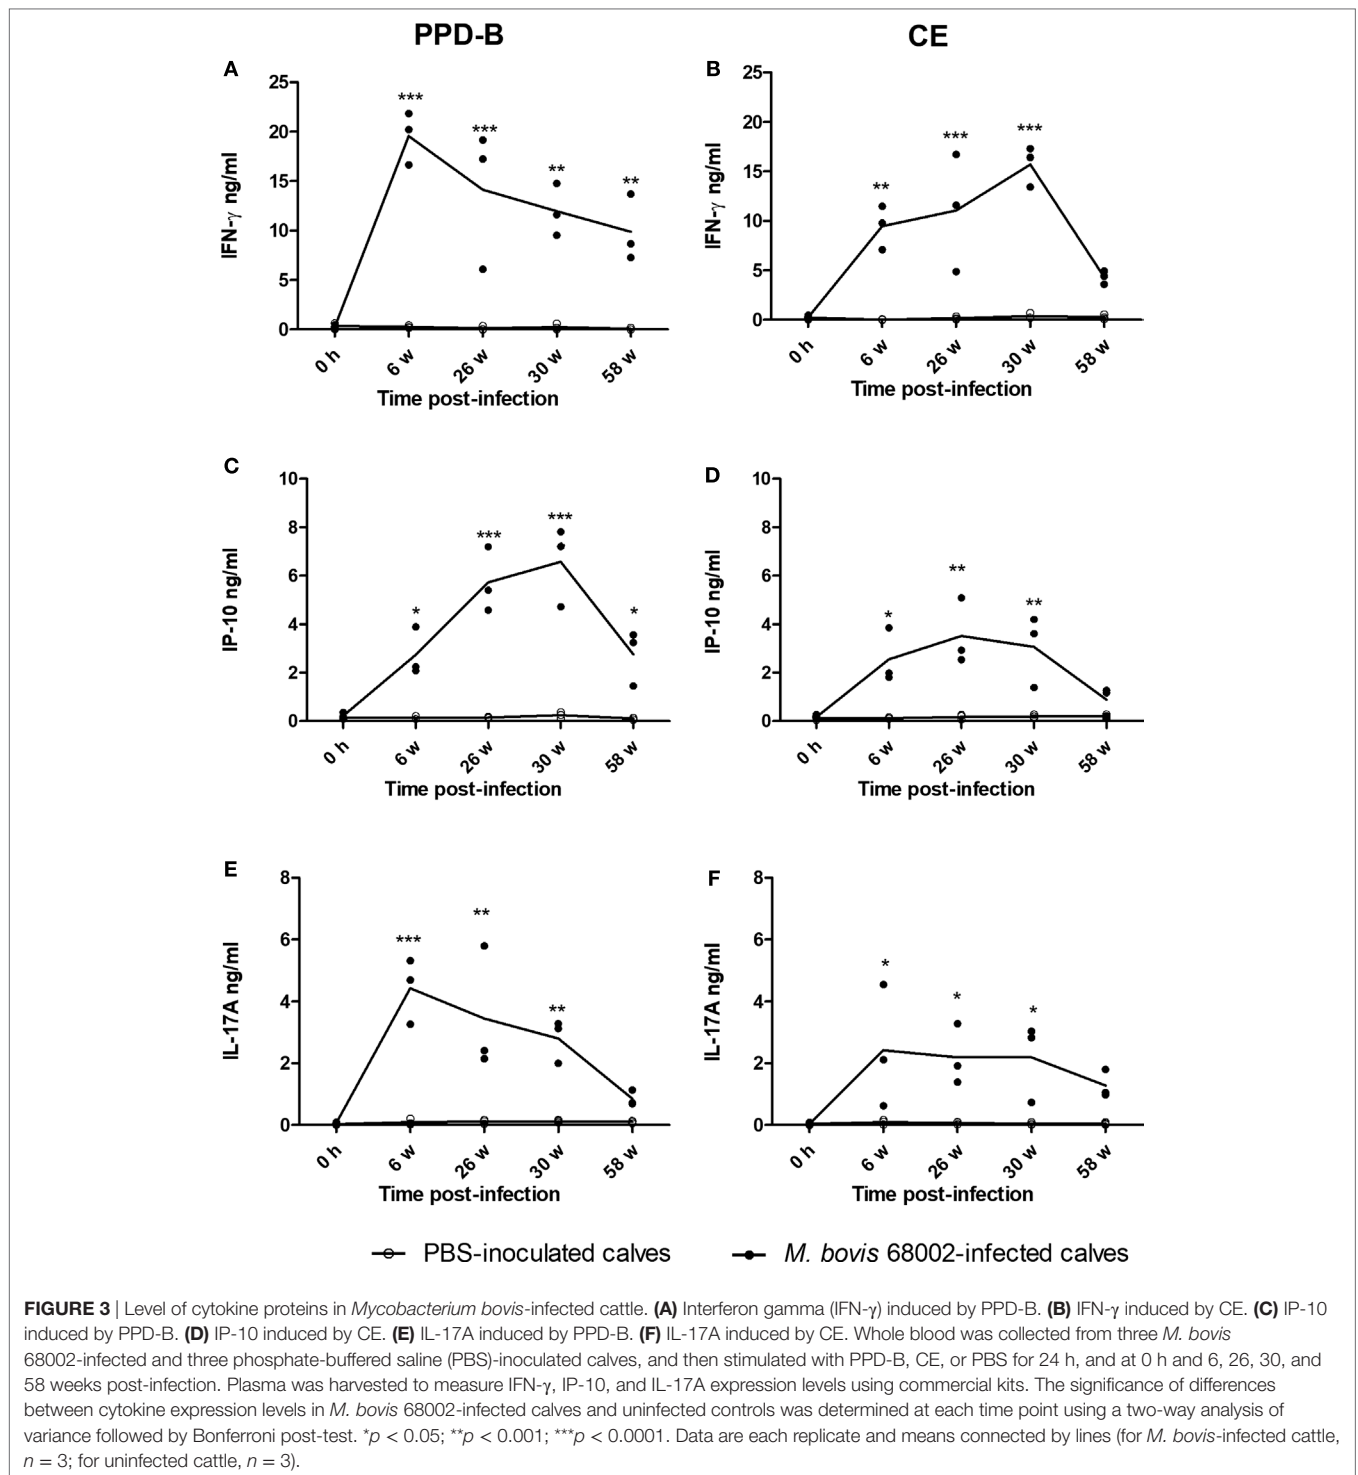 PPD-B
CE
A
25
20
15
10
5
0
IFN-γ ng/ml
***
***
**
**
0 h
6 w
26 w
30 w
58 w
Time post-infection
B
25
20
15
10
5
0
IFN-γ ng/ml
**
***
***
0 h
6 w
26 w
30 w
58 w
Time post-infection
C
10
8
6
4
2
0
IP-10 ng/ml
*
***
***
*
0 h
6 w
26 w
30 w
58 w
Time post-infection
D
10
8
6
4
2
0
IP-10 ng/ml
*
**
**
0 h
6 w
26 w
30 w
58 w
Time post-infection
E
8
6
4
2
0
IL-17A ng/ml
***
**
**
0 h
6 w
26 w
30 w
58 w
Time post-infection
F
8
6
4
2
0
IL-17A ng/ml
*
*
*
0 h
6 w
26 w
30 w
58 w
Time post-infection
PBS-inoculated calves
M. bovis 68002-infected calves
FIGURE 3 | Level of cytokine proteins in Mycobacterium bovis-infected cattle. (A) Interferon gamma (IFN-γ) induced by PPD-B. (B) IFN-γ induced by CE. (C) IP-10
induced by PPD-B. (D) IP-10 induced by CE. (E) IL-17A induced by PPD-B. (F) IL-17A induced by CE. Whole blood was collected from three M. bovis
68002-infected and three phosphate-buffered saline (PBS)-inoculated calves, and then stimulated with PPD-B, CE, or PBS for 24 h, and at 0 h and 6, 26, 30, and
58 weeks post-infection. Plasma was harvested to measure IFN-γ, IP-10, and IL-17A expression levels using commercial kits. The significance of differences
between cytokine expression levels in M. bovis 68002-infected calves and uninfected controls was determined at each time point using a two-way analysis of
variance followed by Bonferroni post-test. *p < 0.05; **p < 0.001; ***p < 0.0001. Data are each replicate and means connected by lines (for M. bovis-infected cattle,
n = 3; for uninfected cattle, n = 3).